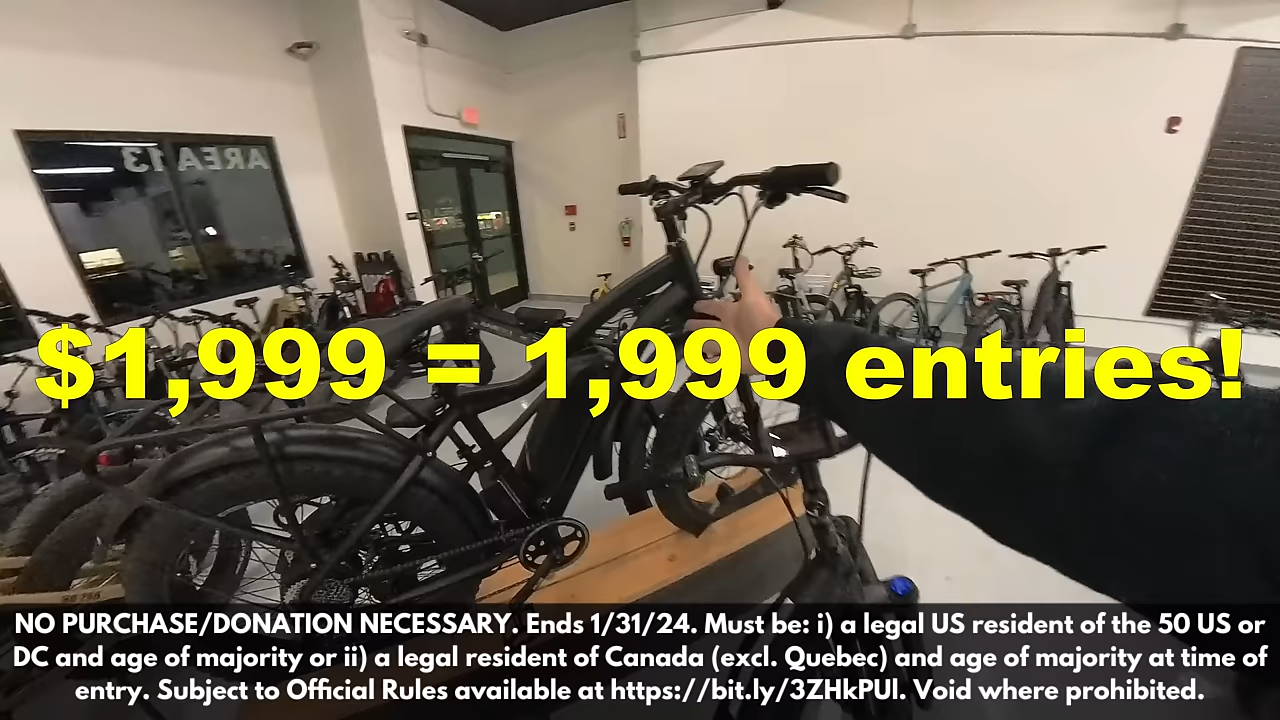 AREA 13
$1,999 = 1,999 entries!
NO PURCHASE/DONATION NECESSARY. Ends 1/31/24. Must be: i) a legal US resident of the 50 US or
DC and age of majority or ii) a legal resident of Canada (excl. Quebec) and age of majority at time of
entry. Subject to Official Rules available at https://bit.ly/3ZHkPUl. Void where prohibited.